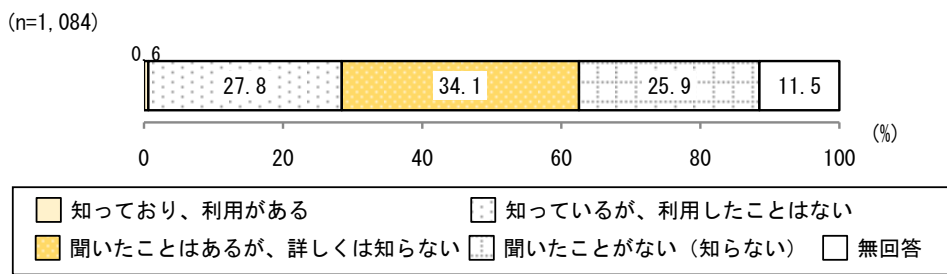 (n=1,084)
0.6
27.8 34.1 25.9 11.5
(%)
0 20 40 60 80 100
知っており、利用がある 知っているが、利用したことはない
聞いたことはあるが、詳しくは知らない 聞いたことがない（知らない） 無回答